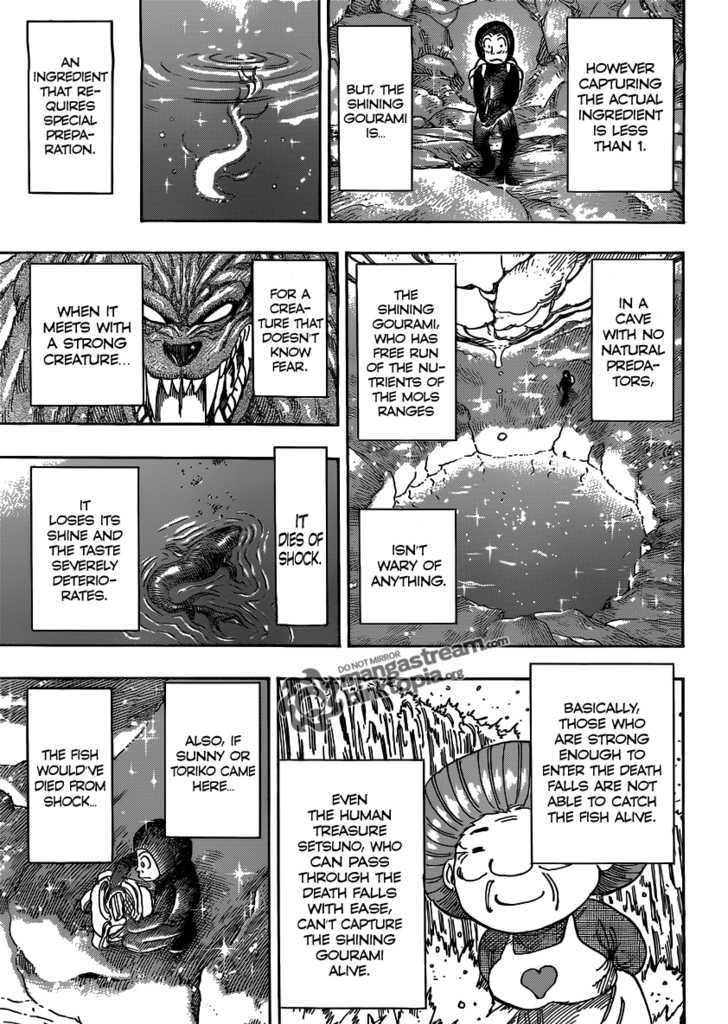 HOWEVER
CAPTURING
THE ACTUAL
INGREDIENT
IS LESS
THAN 1.
BUT, THE
SHINING
GOURAMI
IS...
AN
INGREDIENT
THAT RE-
QUIRES
SPECIAL
PREPA-
RATION.
IN A
CAVE
WITH NO
NATURAL
PREDA-
TORS,
THE
SHINING
GOURAMI,
WHO HAS
FREE RUN
OF THE NU-
TRIENTS
OF THE MOLS
RANGES
ISN'T
WARY OF
ANYTHING.
FOR A
CREA-
TURE THAT
DOESN'T
KNOW
FEAR.
WHEN IT
MEETS WITH
A STRONG
CREATURE...
IT
DIES OF
SHOCK.
IT
LOSES ITS
SHINE AND
THE TASTE
SEVERELY
DETERIO-
RATES.
DO NOT MIRROR
mangastream.com
binktopia.org
BASICALLY,
THOSE WHO
ARE STRONG
ENOUGH TO
ENTER THE DEATH
FALLS ARE NOT
ABLE TO CATCH
THE FISH ALIVE.
EVEN
THE HUMAN
TREASURE
SETSUNO, WHO
CAN PASS
THROUGH THE
DEATH FALLS
WITH EASE,
CAN'T CAPTURE
THE SHINING
GOURAMI
ALIVE.
ALSO, IF
SUNNY OR
TORIKO CAME
HERE...
THE FISH
WOULD'VE
DIED FROM
SHOCK...